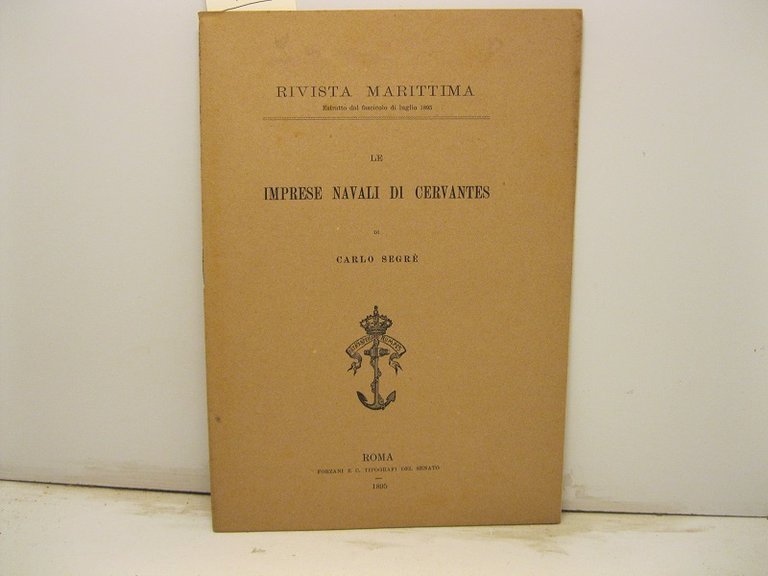 RIVISTA MARITTIMA
Estratto dal fascicolo di luglio 1895
LE
IMPRESE NAVALI DI CERVANTES
DI
CARLO SEGRÈ
ROMA
FORZANI E C. TIPOGRAFI DEL SENATO
1895